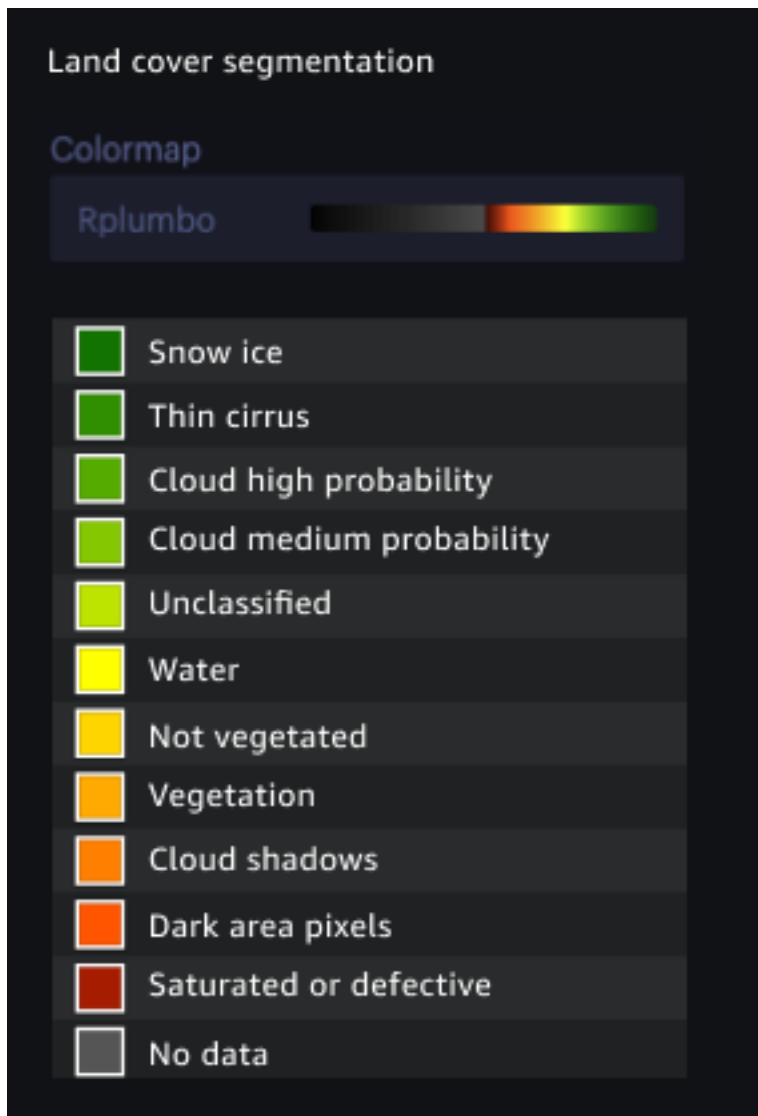 Land cover segmentation
Colormap
Rplumbo
Snow ice
Thin cirrus
Cloud high probability
Cloud medium probability
Unclassified
Water
Not vegetated
Vegetation
Cloud shadows
Dark area pixels
Saturated or defective
No data